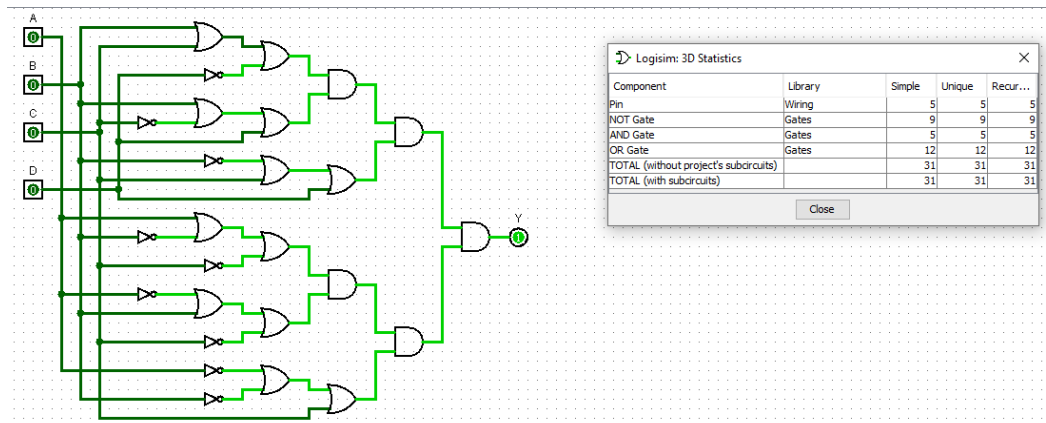 A
0
B
0
C
0
D
0
Y
1
Logisim: 3D Statistics
Component Library Simple Unique Recur...
Pin Wiring 5 5 5
NOT Gate Gates 9 9 9
AND Gate Gates 5 5 5
OR Gate Gates 12 12 12
TOTAL (without project's subcircuits) 31 31 31
TOTAL (with subcircuits) 31 31 31
Close